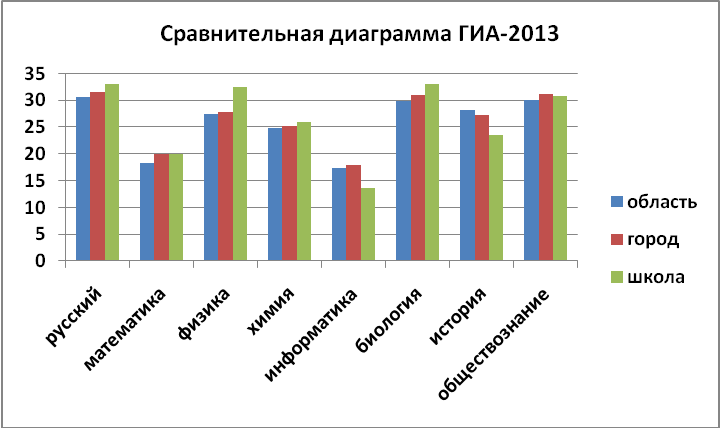 Сравнительная диаграмма ГИА-2013
35
30
25
20
15
10
5
0
русский
математика
физика
химия
информатика
биология
история
обществознание
область
город
школа